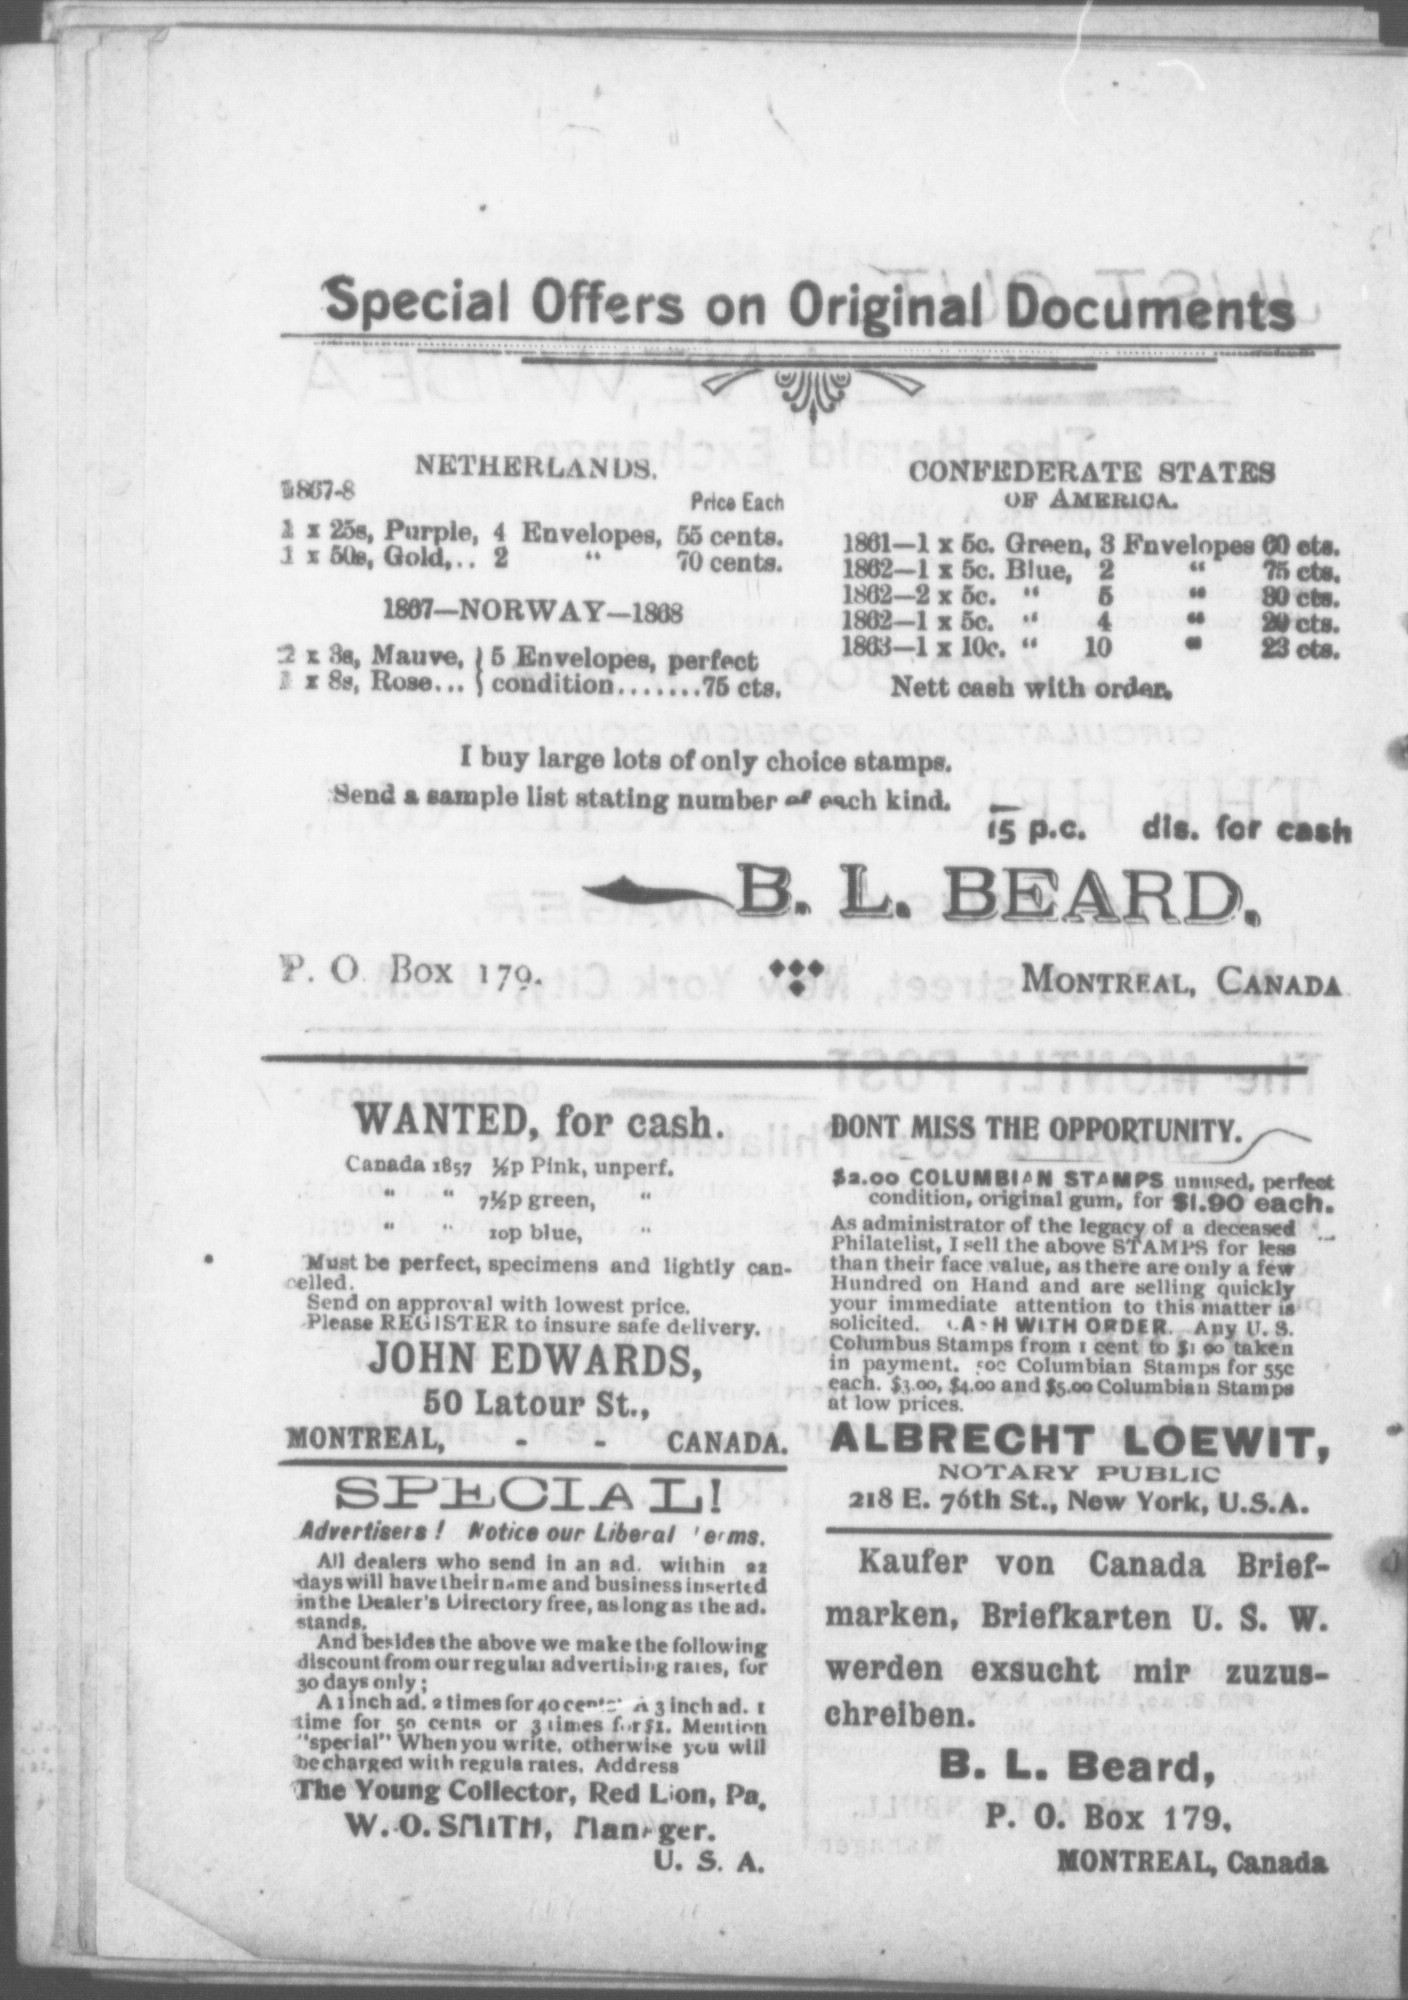 Special Offers on Original Documents
NETHERLANDS.
1867-8
Price Each
1 x 25s, Purple, 4 Envelopes, 55 cents.
1 x 50s, Gold,.. 2 " 70 cents.
1867—NORWAY—1868
2 x 3s, Mauve, } 5 Envelopes, perfect
1 x 8s, Rose... } condition.......75 cts.
CONFEDERATE STATES
OF AMERICA.
1861—1 x 5c. Green, 3 Fnvelopes 60 cts.
1862—1 x 5c. Blue, 2 " 75 cts.
1862—2 x 5c. " 5 " 80 cts.
1862—1 x 5c. " 4 " 20 cts.
1863—1 x 10c. " 10 " 23 cts.
Nett cash with order.
I buy large lots of only choice stamps.
Send a sample list stating number of each kind.
15 p.c. dis. for cash
B. L. BEARD.
P. O. Box 179.
MONTREAL, CANADA
WANTED, for cash.
Canada 1857 ½p Pink, unperf.
" " 7½p green, "
" " 10p blue, "
Must be perfect, specimens and lightly can-
celled.
Send on approval with lowest price.
Please REGISTER to insure safe delivery.
JOHN EDWARDS,
50 Latour St.,
MONTREAL, - - CANADA.
SPECIAL!
Advertisers! Notice our Liberal erms.
All dealers who send in an ad. within 22
days will have their name and business inserted
in the Dealer's Directory free, as long as the ad.
stands.
And besides the above we make the following
discount from our regular advertising rates, for
30 days only;
A 1 inch ad. 2 times for 40 cents. A 3 inch ad. 1
time for 50 cents or 3 times for $1. Mention
"special" When you write, otherwise you will
be charged with regula rates. Address
The Young Collector, Red Lion, Pa.
W. O. SMITH, Manager.
U. S. A.
DONT MISS THE OPPORTUNITY.
$2.00 COLUMBIAN STAMPS unused, perfect
condition, original gum, for $1.90 each.
As administrator of the legacy of a deceased
Philatelist, I sell the above STAMPS for less
than their face value, as there are only a few
Hundred on Hand and are selling quickly
your immediate attention to this matter is
solicited. CASH WITH ORDER. Any U. S.
Columbus Stamps from 1 cent to $1 00 taken
in payment. 50c Columbian Stamps for 55c
each. $3.00, $4.00 and $5.00 Columbian Stamps
at low prices.
ALBRECHT LOEWIT,
NOTARY PUBLIC
218 E. 76th St., New York, U.S.A.
Kaufer von Canada Brief-
marken, Briefkarten U. S. W.
werden exsucht mir zuzus-
chreiben.
B. L. Beard,
P. O. Box 179,
MONTREAL, Canada